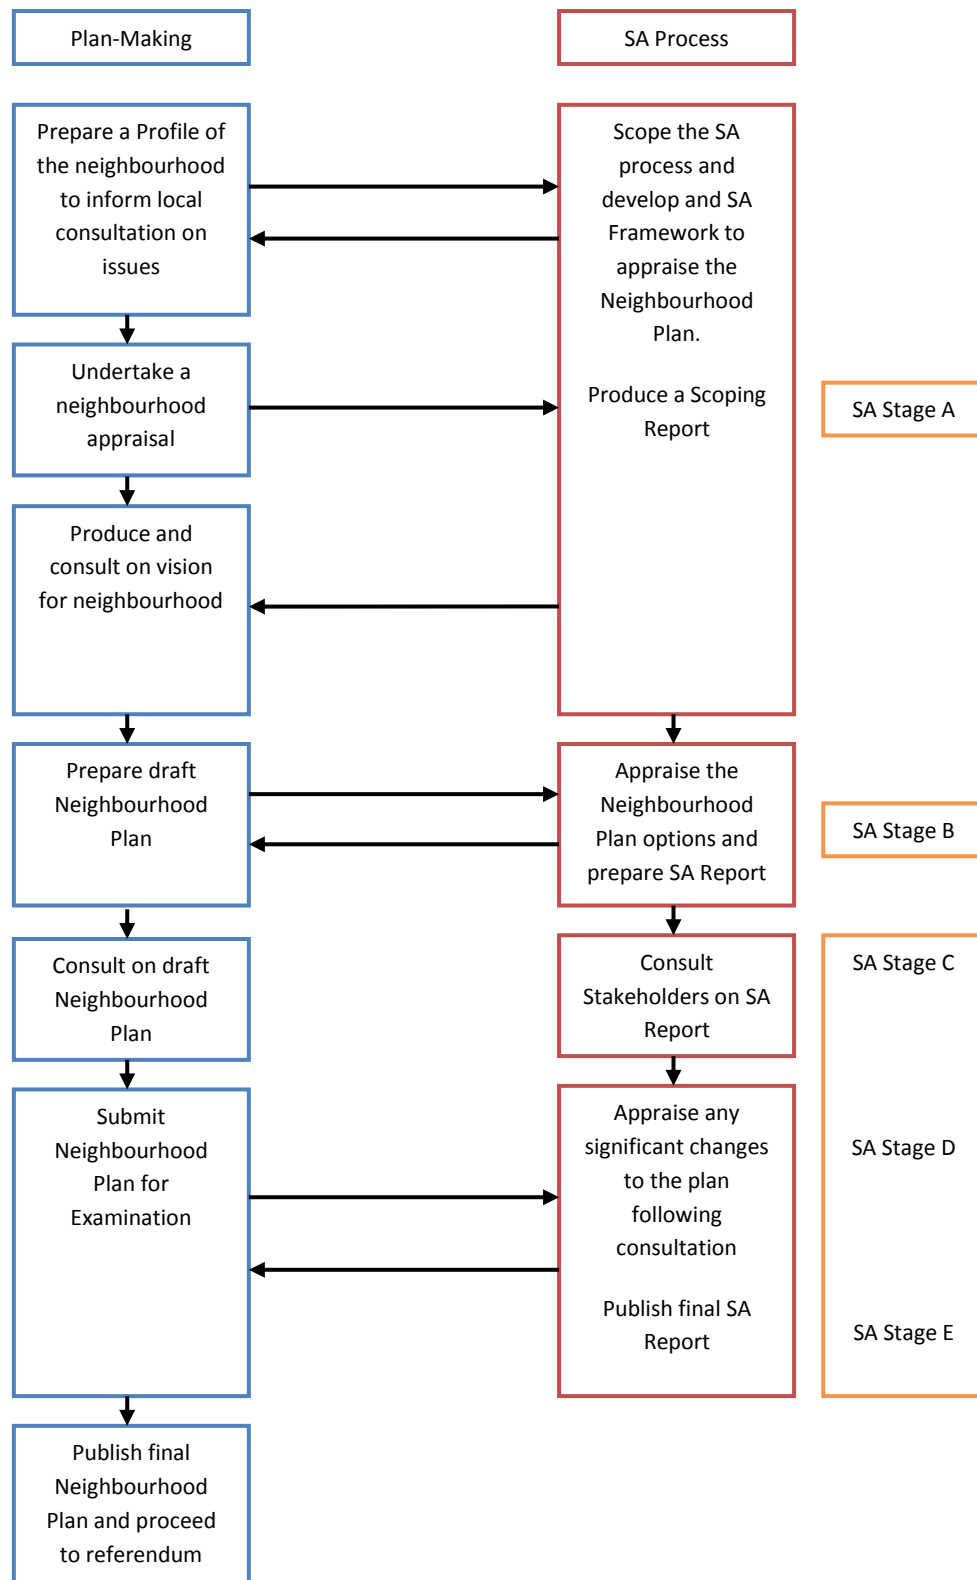 Plan-Making
SA Process
Prepare a Profile of
the neighbourhood
to inform local
consultation on
issues
Scope the SA
process and
develop and SA
Framework to
appraise the
Neighbourhood
Plan.
Produce a Scoping
Report
SA Stage A
Undertake a
neighbourhood
appraisal
Produce and
consult on vision
for neighbourhood
Prepare draft
Neighbourhood
Plan
Appraise the
Neighbourhood
Plan options and
prepare SA Report
SA Stage B
Consult on draft
Neighbourhood
Plan
Consult
Stakeholders on SA
Report
SA Stage C
Submit
Neighbourhood
Plan for
Examination
Appraise any
significant changes
to the plan
following
consultation
Publish final SA
Report
SA Stage D
SA Stage E
Publish final
Neighbourhood
Plan and proceed
to referendum